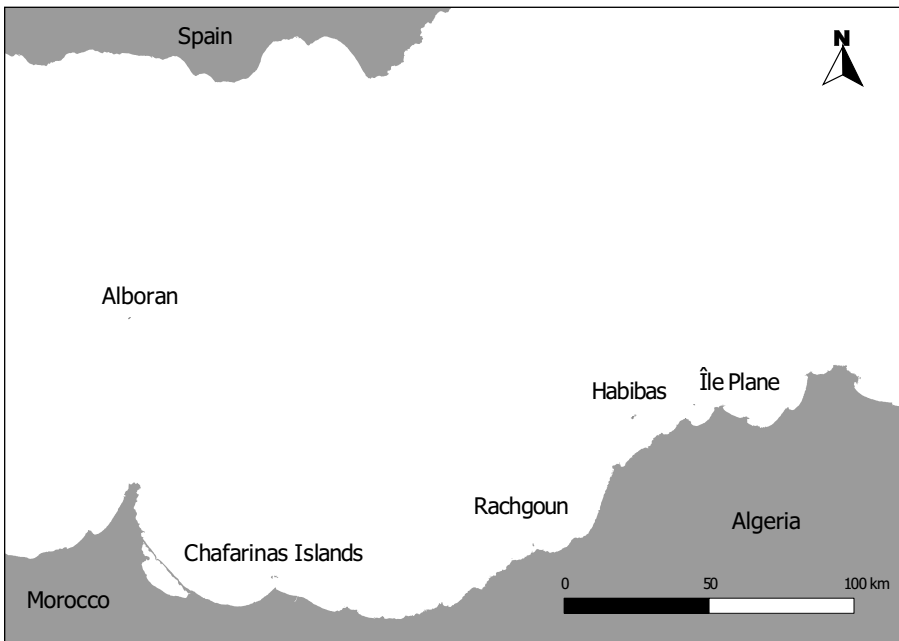 Spain
N
Alboran
Île Plane
Habibas
Rachgoun
Algeria
Chafarinas Islands
Morocco
0 50 100 km